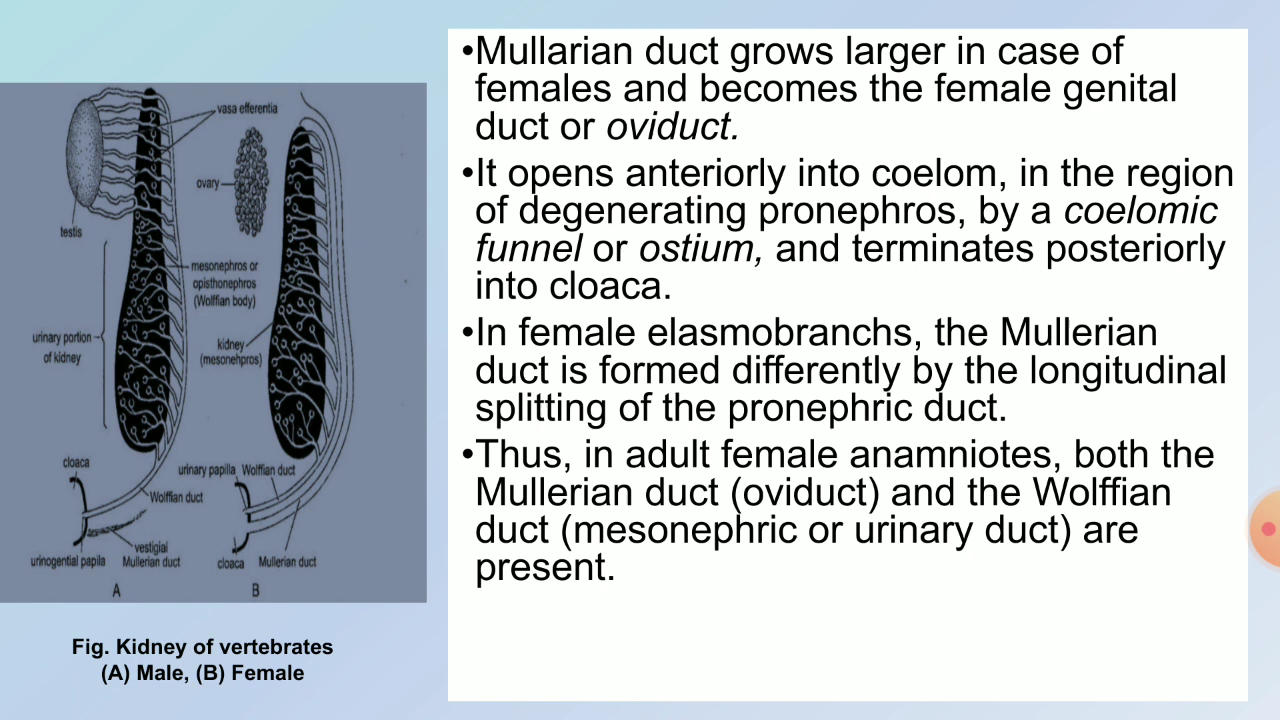 •Mullarian duct grows larger in case of
females and becomes the female genital
duct or oviduct.
•It opens anteriorly into coelom, in the region
of degenerating pronephros, by a coelomic
funnel or ostium, and terminates posteriorly
into cloaca.
•In female elasmobranchs, the Mullerian
duct is formed differently by the longitudinal
splitting of the pronephric duct.
•Thus, in adult female anamniotes, both the
Mullerian duct (oviduct) and the Wolffian
duct (mesonephric or urinary duct) are
present.
vasa efferentia
ovary
testis
mesonephros or
opisthonephros
(Wolffian body)
urinary portion
of kidney
kidney
(mesonehpros)
cloaca
urinary papilla
Wolffian duct
Wolffian duct
vestigial
Mullerian duct
urinogential papila
cloaca
Mullerian duct
A
B
Fig. Kidney of vertebrates
(A) Male, (B) Female